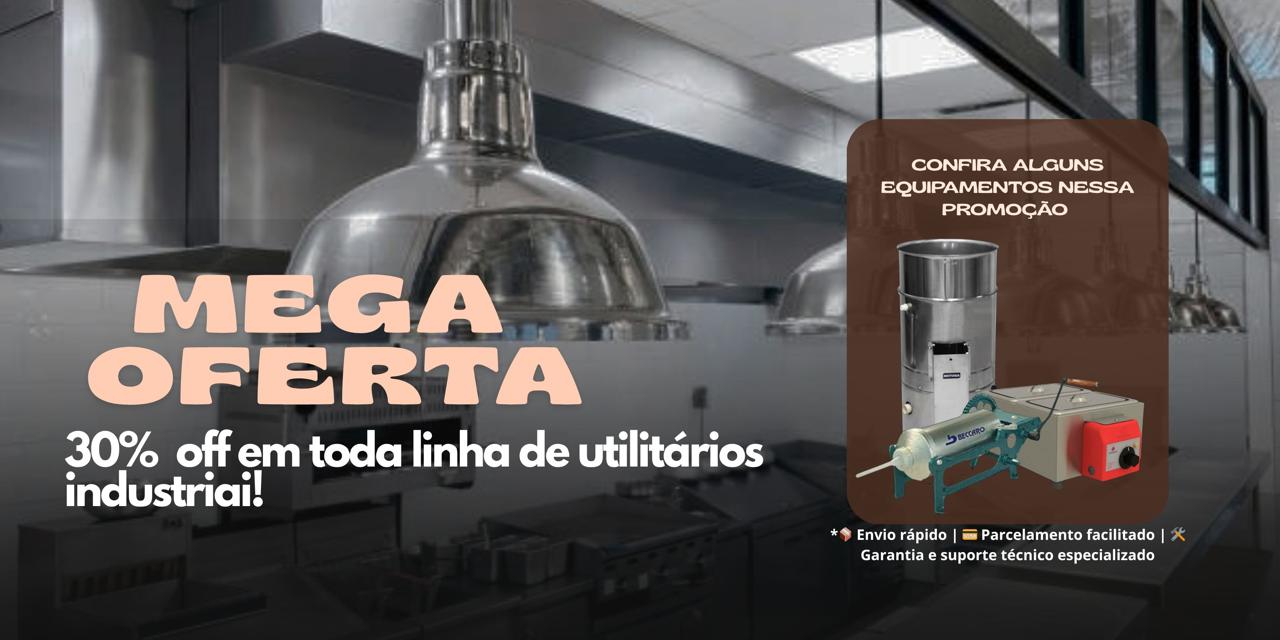 MEGA
OFERTA
30% off em toda linha de utilitários
industriai!
CONFIRA ALGUNS
EQUIPAMENTOS NESSA
PROMOÇÃO
BECCARO
*📦 Envio rápido | 💳 Parcelamento facilitado | 🛠️
Garantia e suporte técnico especializado